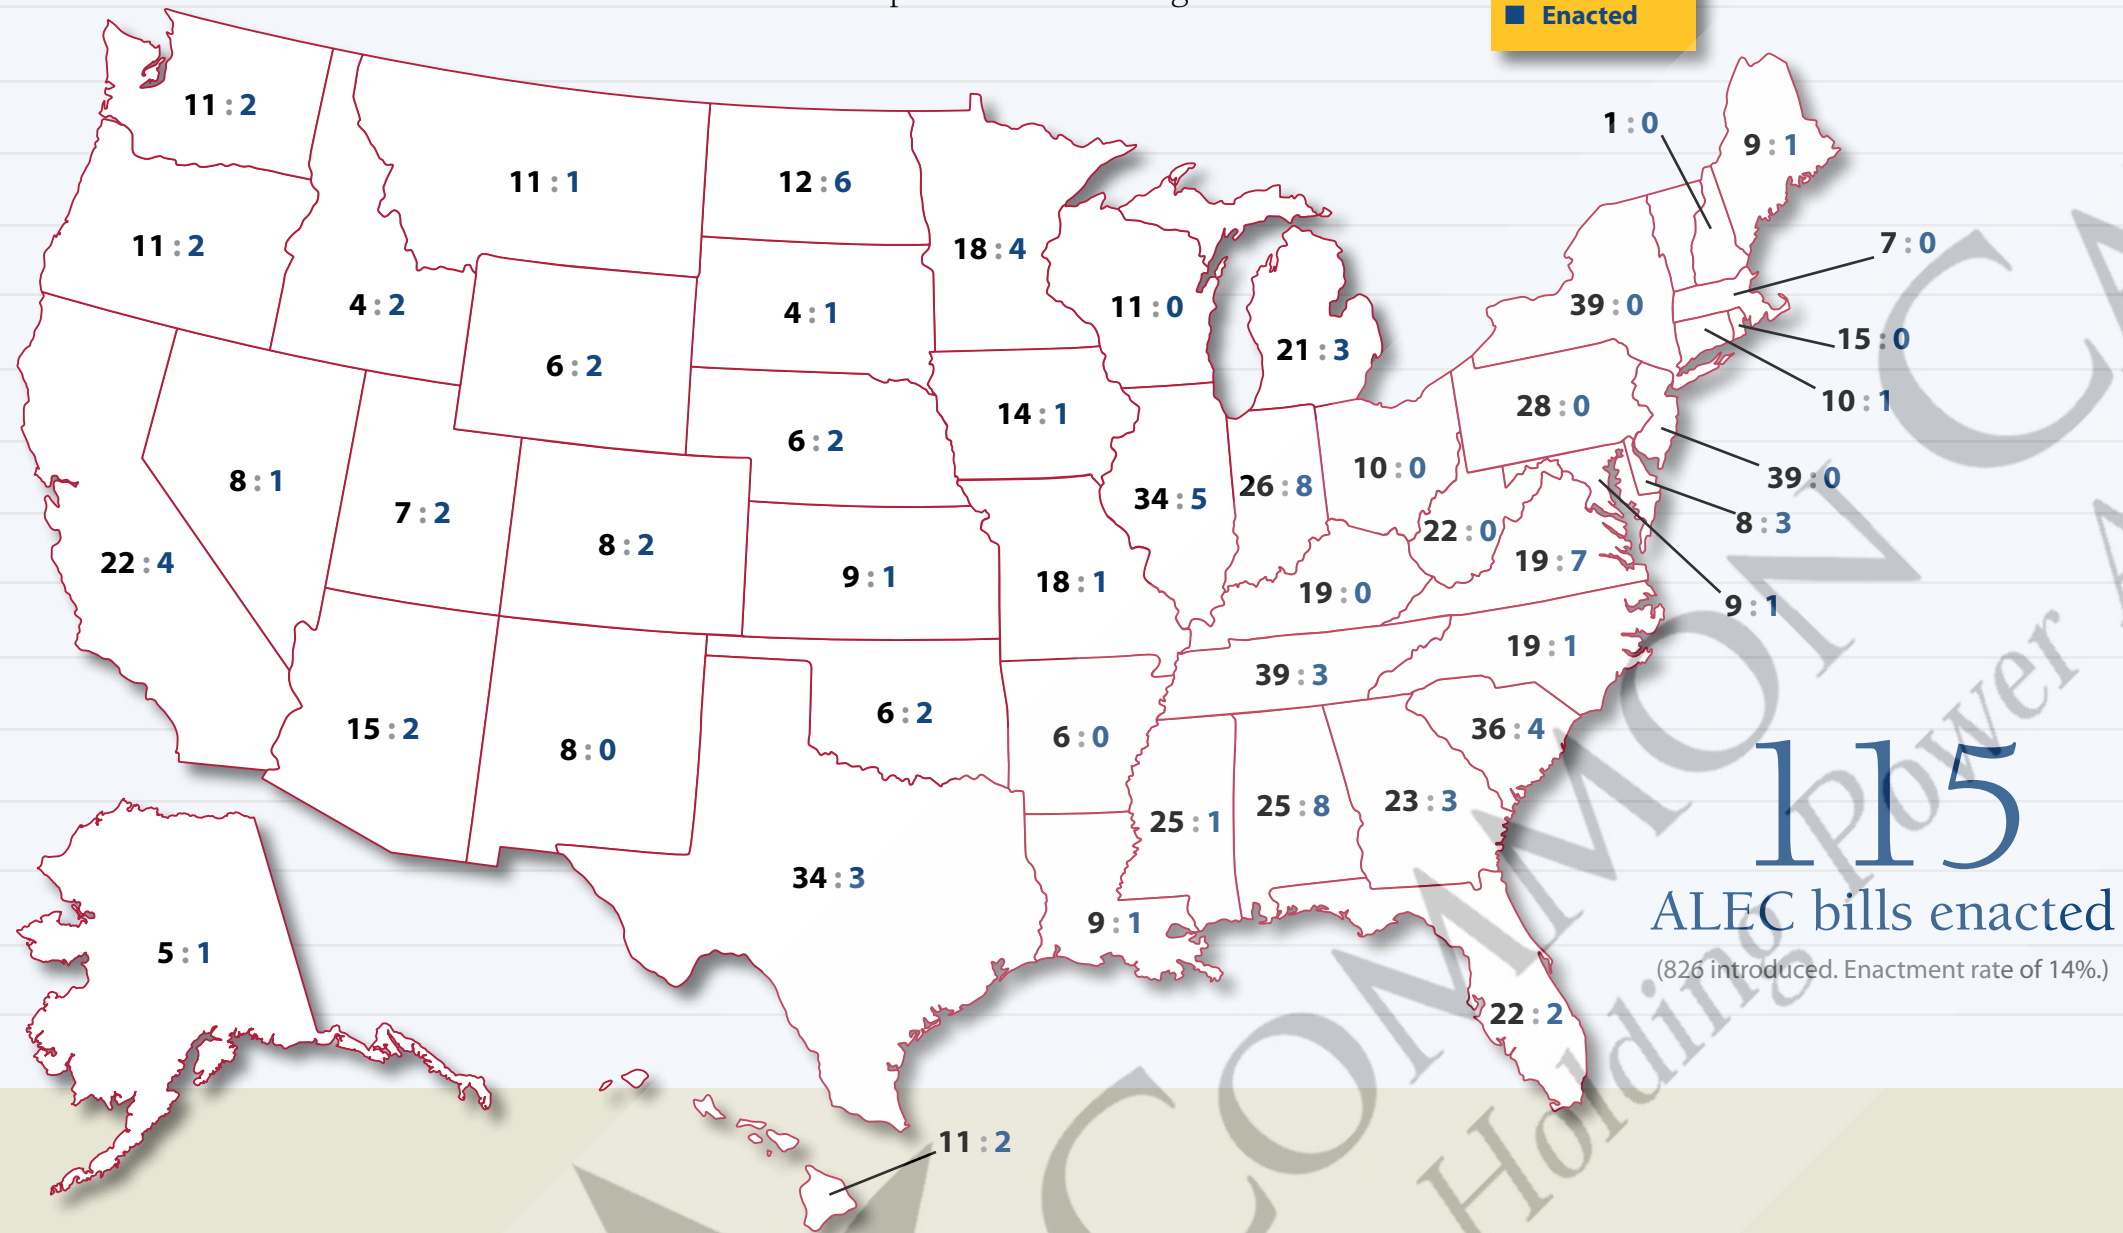 Enacted
11 : 2
11 : 1
12 : 6
1 : 0
9 : 1
11 : 2
4 : 2
18 : 4
7 : 0
4 : 1
11 : 0
39 : 0
6 : 2
21 : 3
15 : 0
14 : 1
28 : 0
10 : 1
8 : 1
6 : 2
10 : 0
39 : 0
7 : 2
34 : 5
26 : 8
8 : 3
22 : 4
8 : 2
9 : 1
18 : 1
22 : 0
19 : 7
19 : 0
9 : 1
19 : 1
39 : 3
15 : 2
8 : 0
6 : 2
6 : 0
36 : 4
25 : 1
25 : 8
23 : 3
115
34 : 3
9 : 1
ALEC bills enacted
5 : 1
(826 introduced. Enactment rate of 14%.)
22 : 2
11 : 2
COMMON CA
Holding Power A